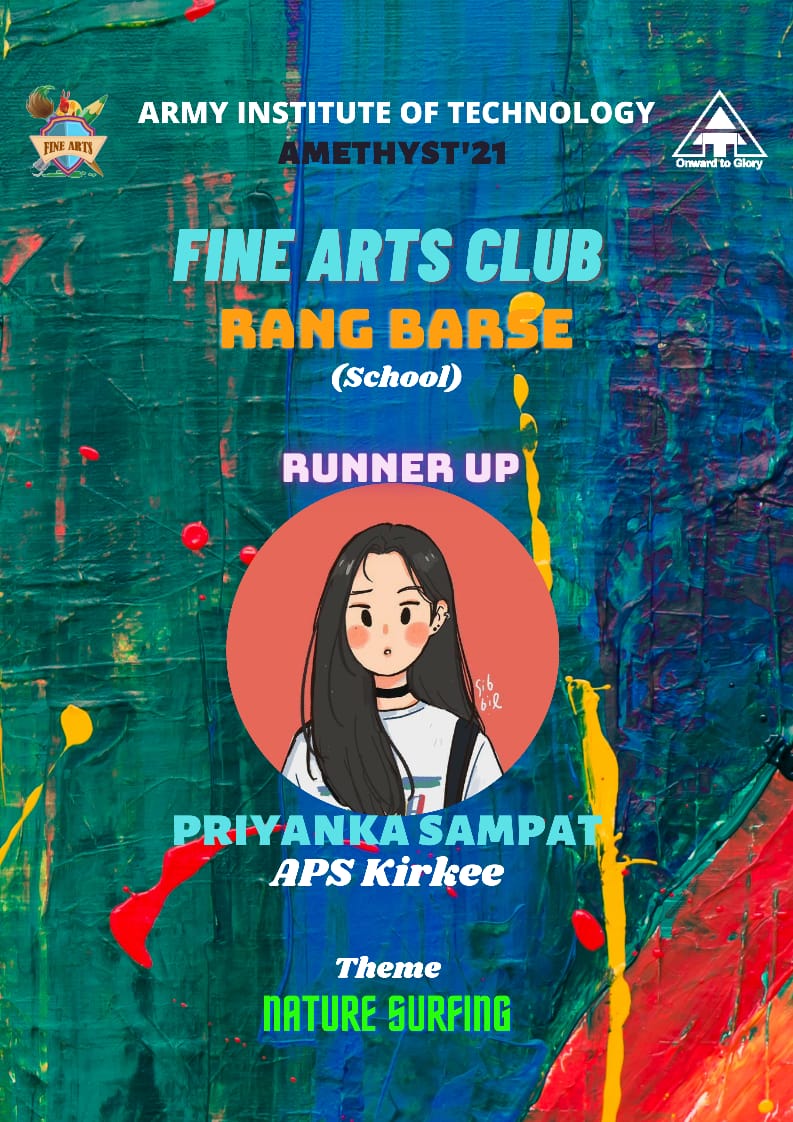 ARMY INSTITUTE OF TECHNOLOGY
AMETHYST'21
FINE ARTS
Onward to Glory
FINE ARTS CLUB
RANG BARSE
(School)
RUNNER UP
PRIYANKA SAMPAT
APS Kirkee
Theme
NATURE SURFING